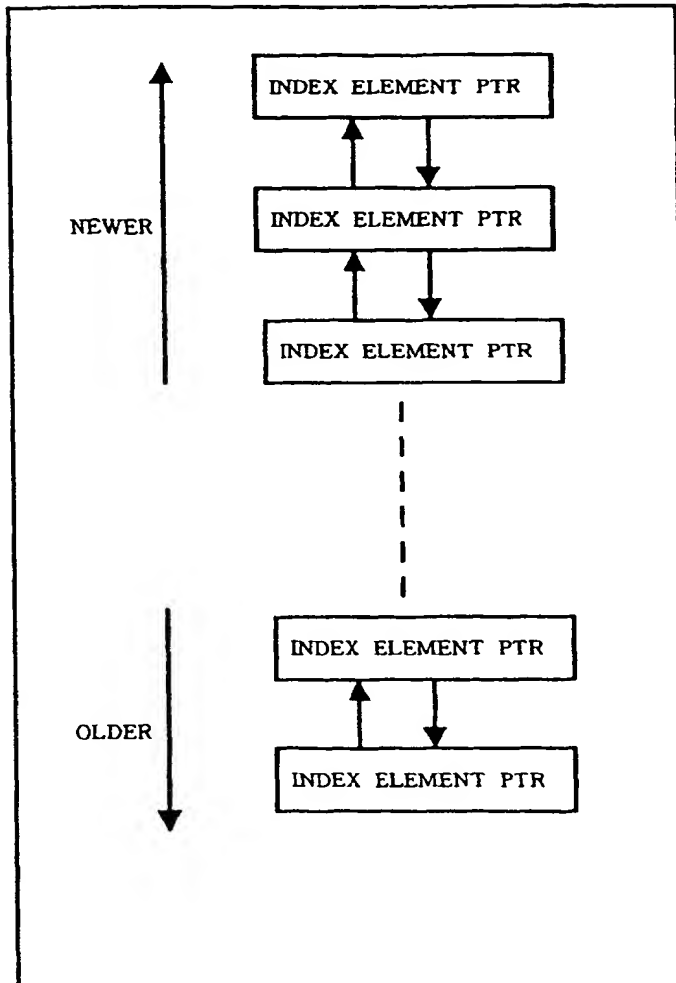 INDEX ELEMENT PTR
NEWER
INDEX ELEMENT PTR
INDEX ELEMENT PTR
INDEX ELEMENT PTR
OLDER
INDEX ELEMENT PTR